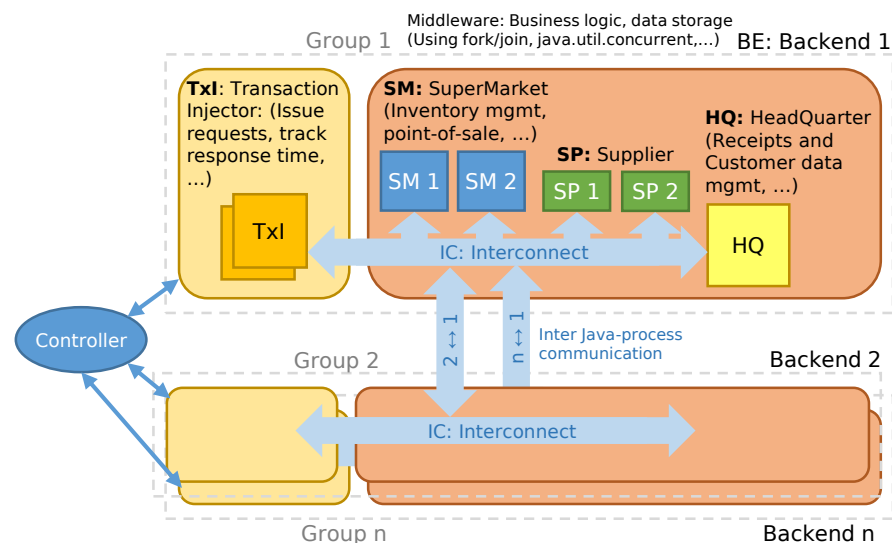 Middleware: Business logic, data storage
(Using fork/join, java.util.concurrent,…)
Group 1
BE: Backend 1
TxI: Transaction
Injector: (Issue
requests, track
response time,
…)
TxI
SM: SuperMarket
(Inventory mgmt,
point-of-sale, …)
SM 1
SM 2
SP: Supplier
SP 1
SP 2
HQ: HeadQuarter
(Receipts and
Customer data
mgmt, …)
HQ
IC: Interconnect
Controller
2 ↔ 1
n ↔ 1
Inter Java-process
communication
Group 2
Backend 2
IC: Interconnect
Group n
Backend n